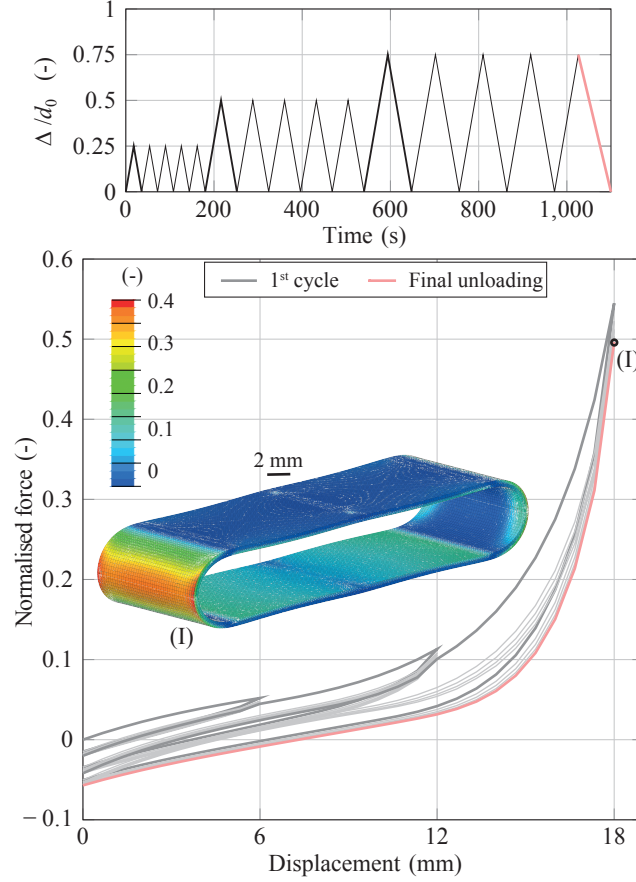 1
0.75
0.5
0.25
0
Δ/d₀ (-)
0 200 400 600 800 1,000
Time (s)
0.6
0.5
0.4
0.3
0.2
0.1
0
−0.1
Normalised force (-)
(-)
0.4
0.3
0.2
0.1
0
1st cycle
Final unloading
(I)
2 mm
(I)
0 6 12 18
Displacement (mm)